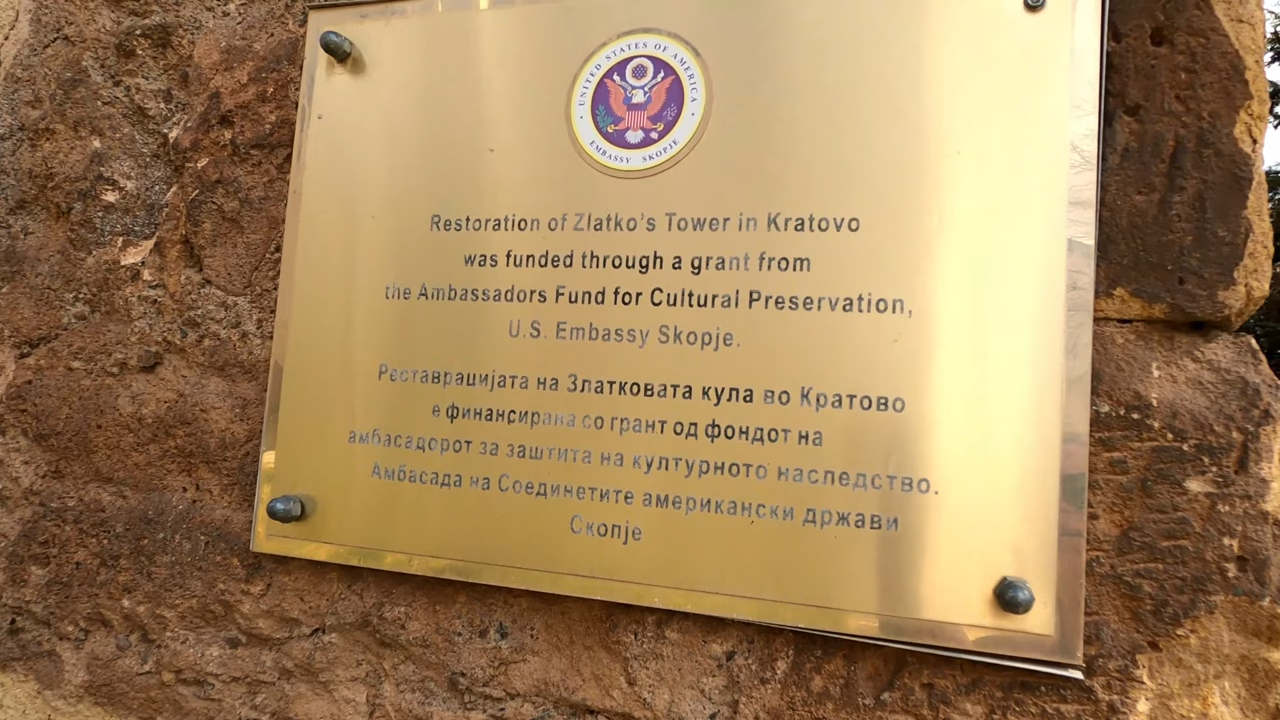 UNITED STATES OF AMERICA
EMBASSY SKOPJE
Restoration of Zlatko's Tower in Kratovo
was funded through a grant from
the Ambassadors Fund for Cultural Preservation,
U.S. Embassy Skopje.
Реставрацијата на Златковата кула во Кратово
е финансирана со грант од фондот на
амбасадорот за заштита на културното наследство.
Амбасада на Соединетите американски држави
Скопје